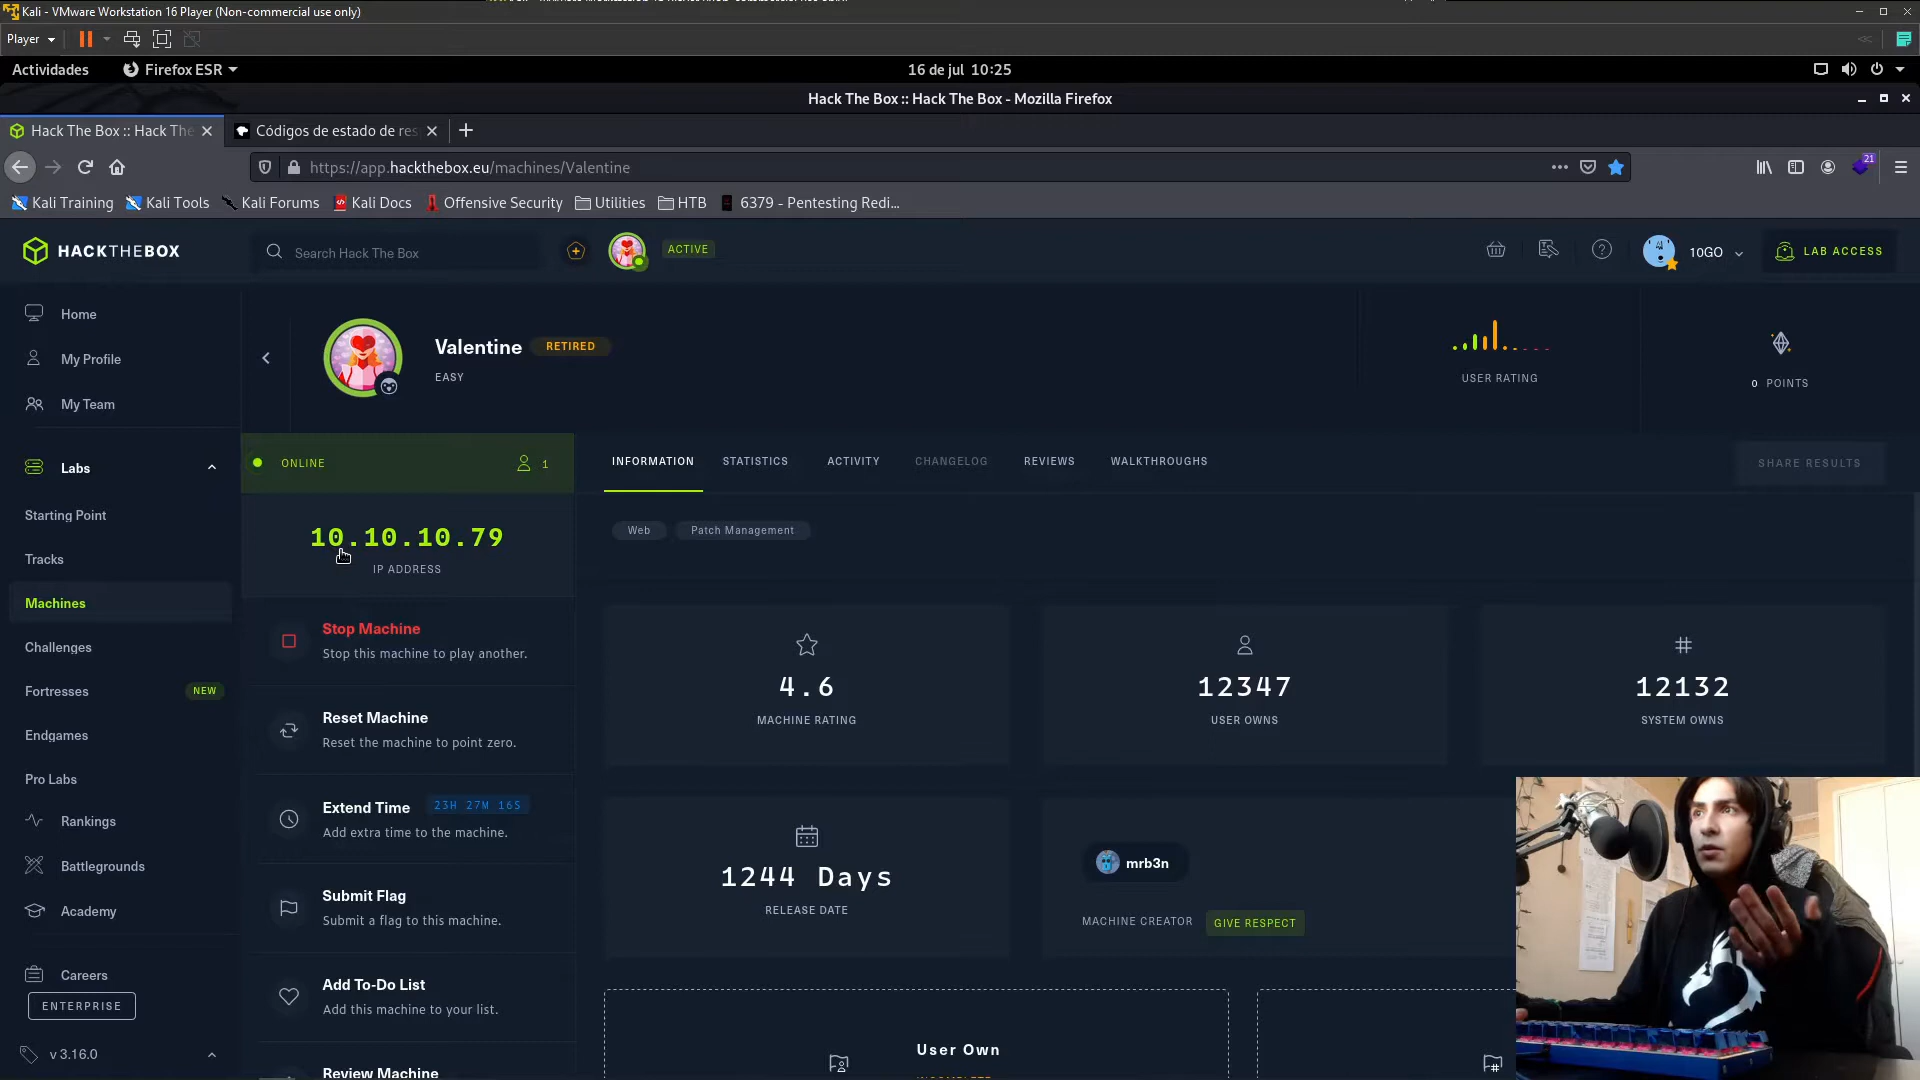 Kali - VMware Workstation 16 Player (Non-commercial use only)
Player
Actividades
Firefox ESR
16 de jul 10:25
Hack The Box :: Hack The Box - Mozilla Firefox
Hack The Box :: Hack The
Códigos de estado de res
https://app.hackthebox.eu/machines/Valentine
21
Kali Training
Kali Tools
Kali Forums
Kali Docs
Offensive Security
Utilities
HTB
6379 - Pentesting Redi...
HACKTHEBOX
Search Hack The Box
ACTIVE
10GO
LAB ACCESS
Home
My Profile
My Team
Labs
Starting Point
Tracks
Machines
Challenges
Fortresses
NEW
Endgames
Pro Labs
Rankings
Battlegrounds
Academy
Careers
ENTERPRISE
v 3.16.0
Valentine
RETIRED
EASY
USER RATING
0 POINTS
ONLINE
1
10.10.10.79
IP ADDRESS
Stop Machine
Stop this machine to play another.
Reset Machine
Reset the machine to point zero.
Extend Time
23H 27M 16S
Add extra time to the machine.
Submit Flag
Submit a flag to this machine.
Add To-Do List
Add this machine to your list.
Review Machine
INFORMATION
STATISTICS
ACTIVITY
CHANGELOG
REVIEWS
WALKTHROUGHS
SHARE RESULTS
Web
Patch Management
4.6
MACHINE RATING
12347
USER OWNS
12132
SYSTEM OWNS
1244 Days
RELEASE DATE
mrb3n
MACHINE CREATOR
GIVE RESPECT
User Own